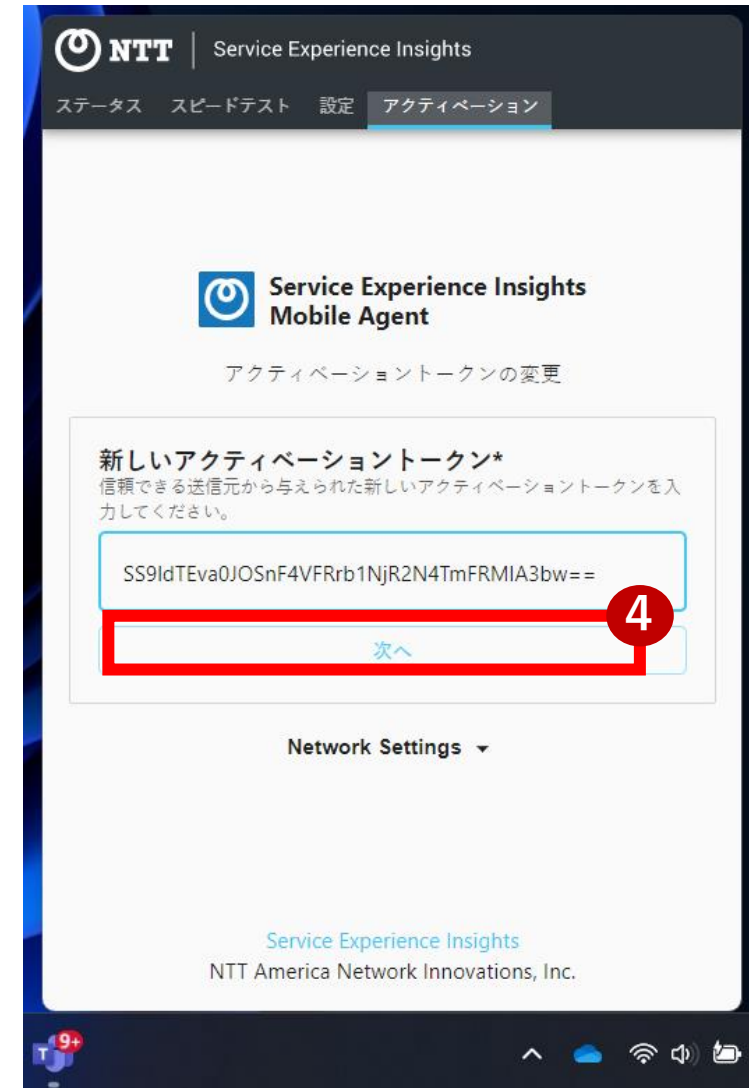 NTT | Service Experience Insights
ステータス スピードテスト 設定 アクティベーション
Service Experience Insights
Mobile Agent
アクティベーショントークンの変更
新しいアクティベーショントークン*
信頼できる送信元から与えられた新しいアクティベーショントークンを入
力してください。
SS9IdTEva0JOSnF4VFRrb1NjR2N4TmFRMIA3bw==
4
次へ
Network Settings
Service Experience Insights
NTT America Network Innovations, Inc.
9+
T